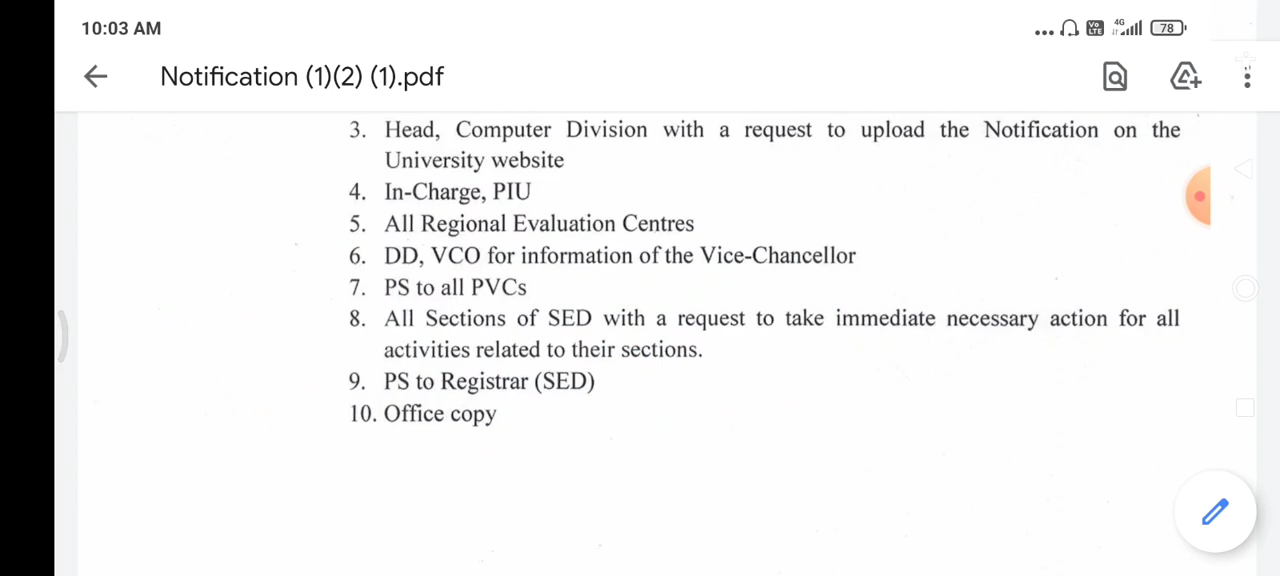 10:03 AM
4G
Vo
LTE
78
Notification (1)(2) (1).pdf
3. Head, Computer Division with a request to upload the Notification on the
University website
4. In-Charge, PIU
5. All Regional Evaluation Centres
6. DD, VCO for information of the Vice-Chancellor
7. PS to all PVCs
8. All Sections of SED with a request to take immediate necessary action for all
activities related to their sections.
9. PS to Registrar (SED)
10. Office copy